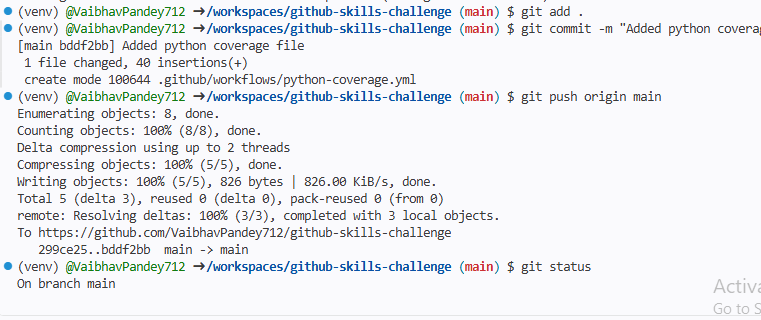 (venv) @VaibhavPandey712 ➜/workspaces/github-skills-challenge (main) $ git add .
(venv) @VaibhavPandey712 ➜/workspaces/github-skills-challenge (main) $ git commit -m "Added python coverag
[main bddf2bb] Added python coverage file
1 file changed, 40 insertions(+)
create mode 100644 .github/workflows/python-coverage.yml
(venv) @VaibhavPandey712 ➜/workspaces/github-skills-challenge (main) $ git push origin main
Enumerating objects: 8, done.
Counting objects: 100% (8/8), done.
Delta compression using up to 2 threads
Compressing objects: 100% (5/5), done.
Writing objects: 100% (5/5), 826 bytes | 826.00 KiB/s, done.
Total 5 (delta 3), reused 0 (delta 0), pack-reused 0 (from 0)
remote: Resolving deltas: 100% (3/3), completed with 3 local objects.
To https://github.com/VaibhavPandey712/github-skills-challenge
299ce25..bddf2bb  main -> main
(venv) @VaibhavPandey712 ➜/workspaces/github-skills-challenge (main) $ git status
On branch main
Activa
Go to S